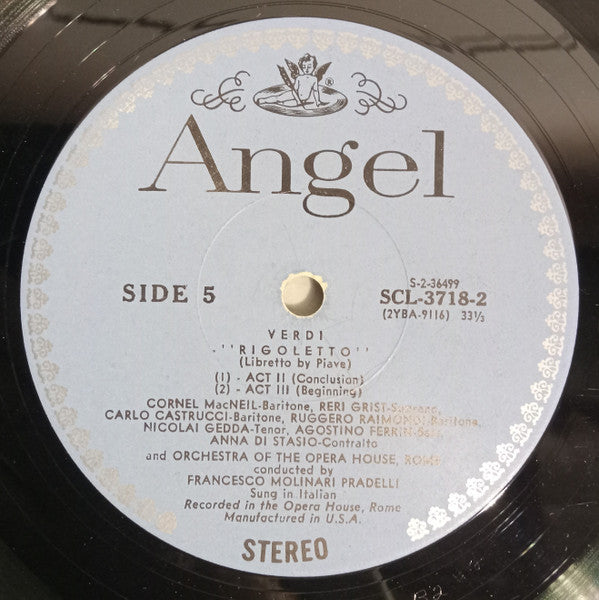 Angel
®
SIDE 5
S-2-36499
SCL-3718-2
(2YBA-9116) 33⅓
VERDI
-"RIGOLETTO"
(Libretto by Piave)
(1) - ACT II (Conclusion)
(2) - ACT III (Beginning)
CORNEL MacNEIL-Baritone, RERI GRIST-Soprano,
CARLO CASTRUCCI-Baritone, RUGGERO RAIMONDI-Baritone,
NICOLAI GEDDA-Tenor, AGOSTINO FERRIN-Bass,
ANNA DI STASIO-Contralto
and ORCHESTRA OF THE OPERA HOUSE, ROME
conducted by
FRANCESCO MOLINARI PRADELLI
Sung in Italian
Recorded in the Opera House, Rome
Manufactured in U.S.A.
STEREO